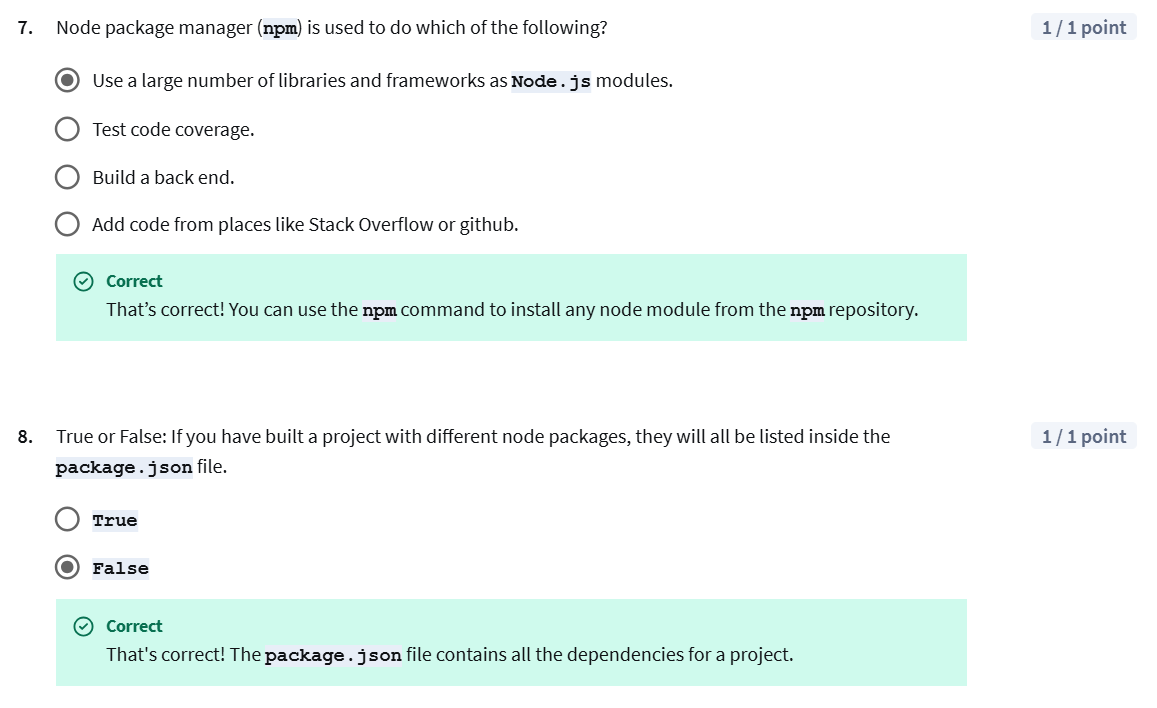 7. Node package manager (npm) is used to do which of the following? 1 / 1 point
Use a large number of libraries and frameworks as Node.js modules.
Test code coverage.
Build a back end.
Add code from places like Stack Overflow or github.
Correct
That’s correct! You can use the npm command to install any node module from the npm repository.
8. True or False: If you have built a project with different node packages, they will all be listed inside the 1 / 1 point
package.json file.
True
False
Correct
That's correct! The package.json file contains all the dependencies for a project.